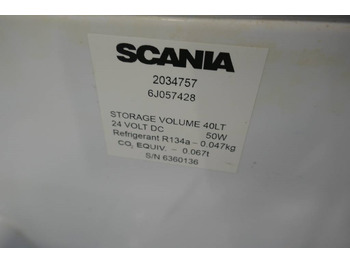 SCANIA
2034757
6J057428
STORAGE VOLUME 40LT
24 VOLT DC 50W
Refrigerant R134a – 0.047kg
CO₂ EQUIV. – 0.067t
S/N 6360136